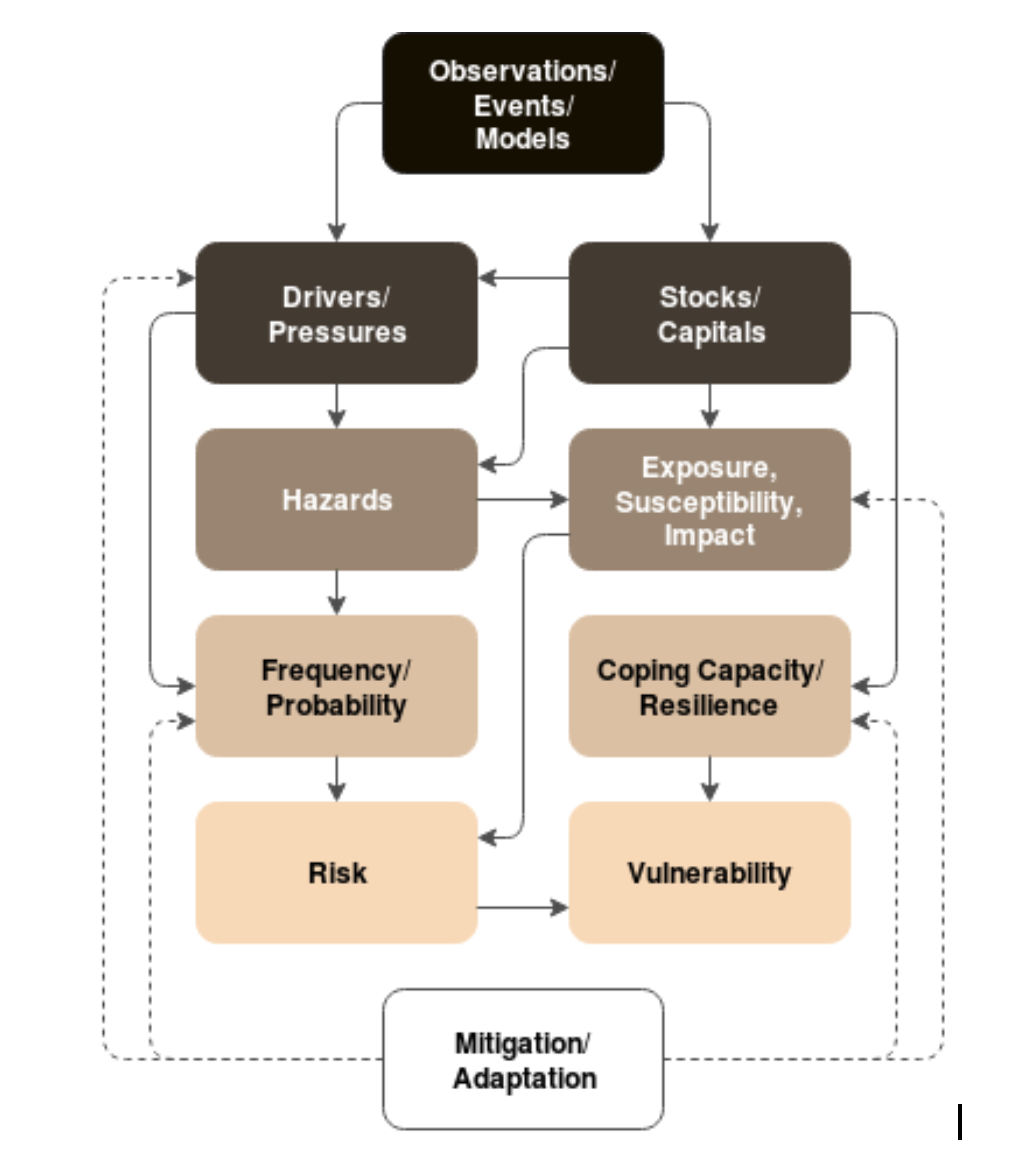 Observations/
Events/
Models
Drivers/
Pressures
Stocks/
Capitals
Hazards
Exposure,
Susceptibility,
Impact
Frequency/
Probability
Coping Capacity/
Resilience
Risk
Vulnerability
Mitigation/
Adaptation